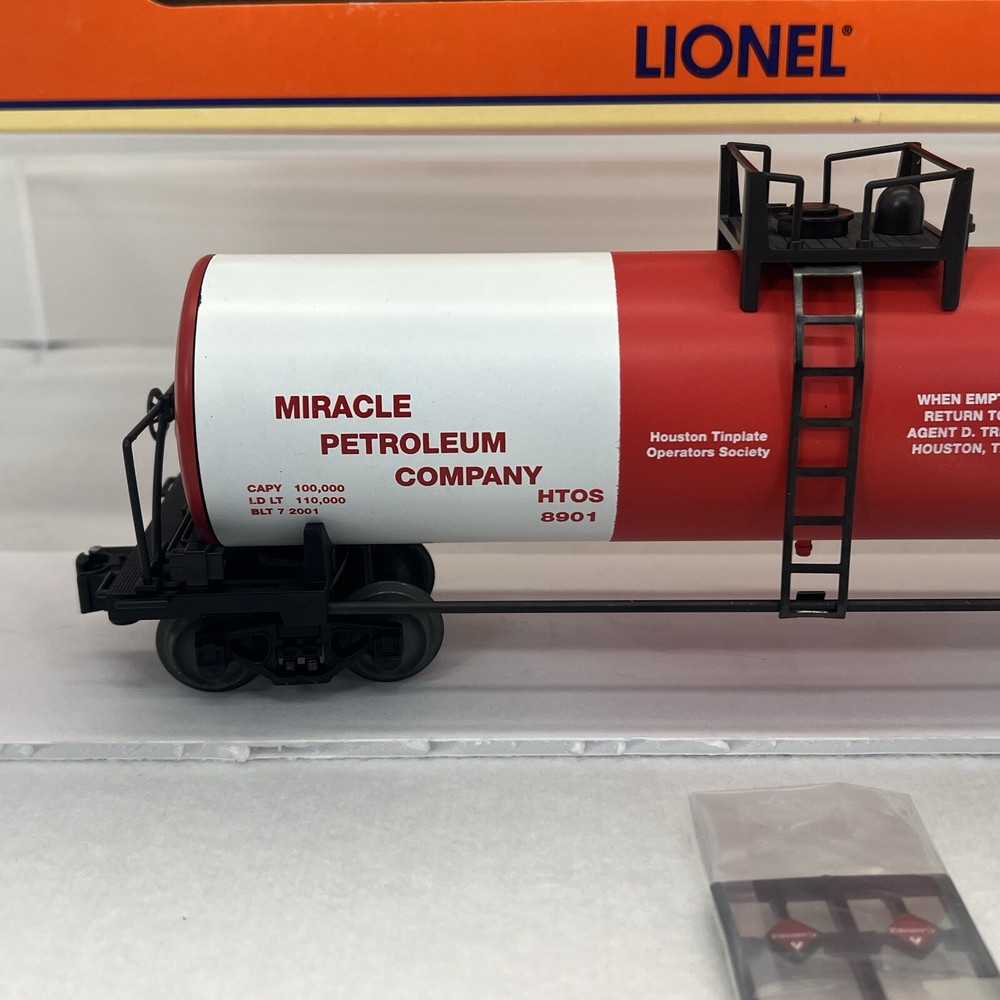 LIONEL®
MIRACLE
PETROLEUM
COMPANY
CAPY 100,000
LD LT 110,000
BLT 7 2001
HTOS
8901
Houston Tinplate
Operators Society
WHEN EMPT
RETURN TO
AGENT D. TR
HOUSTON, T